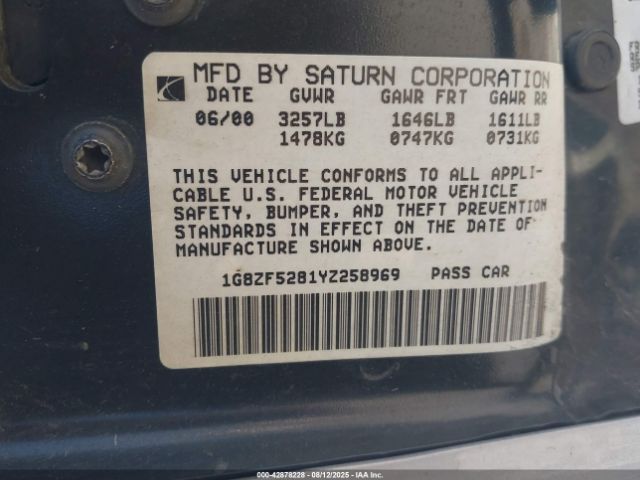 MFD BY SATURN CORPORATION
DATE GVWR GAWR FRT GAWR RR
06/00 3257LB 1646LB 1611LB
1478KG 0747KG 0731KG
THIS VEHICLE CONFORMS TO ALL APPLI-
CABLE U.S. FEDERAL MOTOR VEHICLE
SAFETY, BUMPER, AND THEFT PREVENTION
STANDARDS IN EFFECT ON THE DATE OF
MANUFACTURE SHOWN ABOVE.
1G8ZF5281YZ258969 PASS CAR
000-42878228 - 08/12/2025 - IAAI.COM